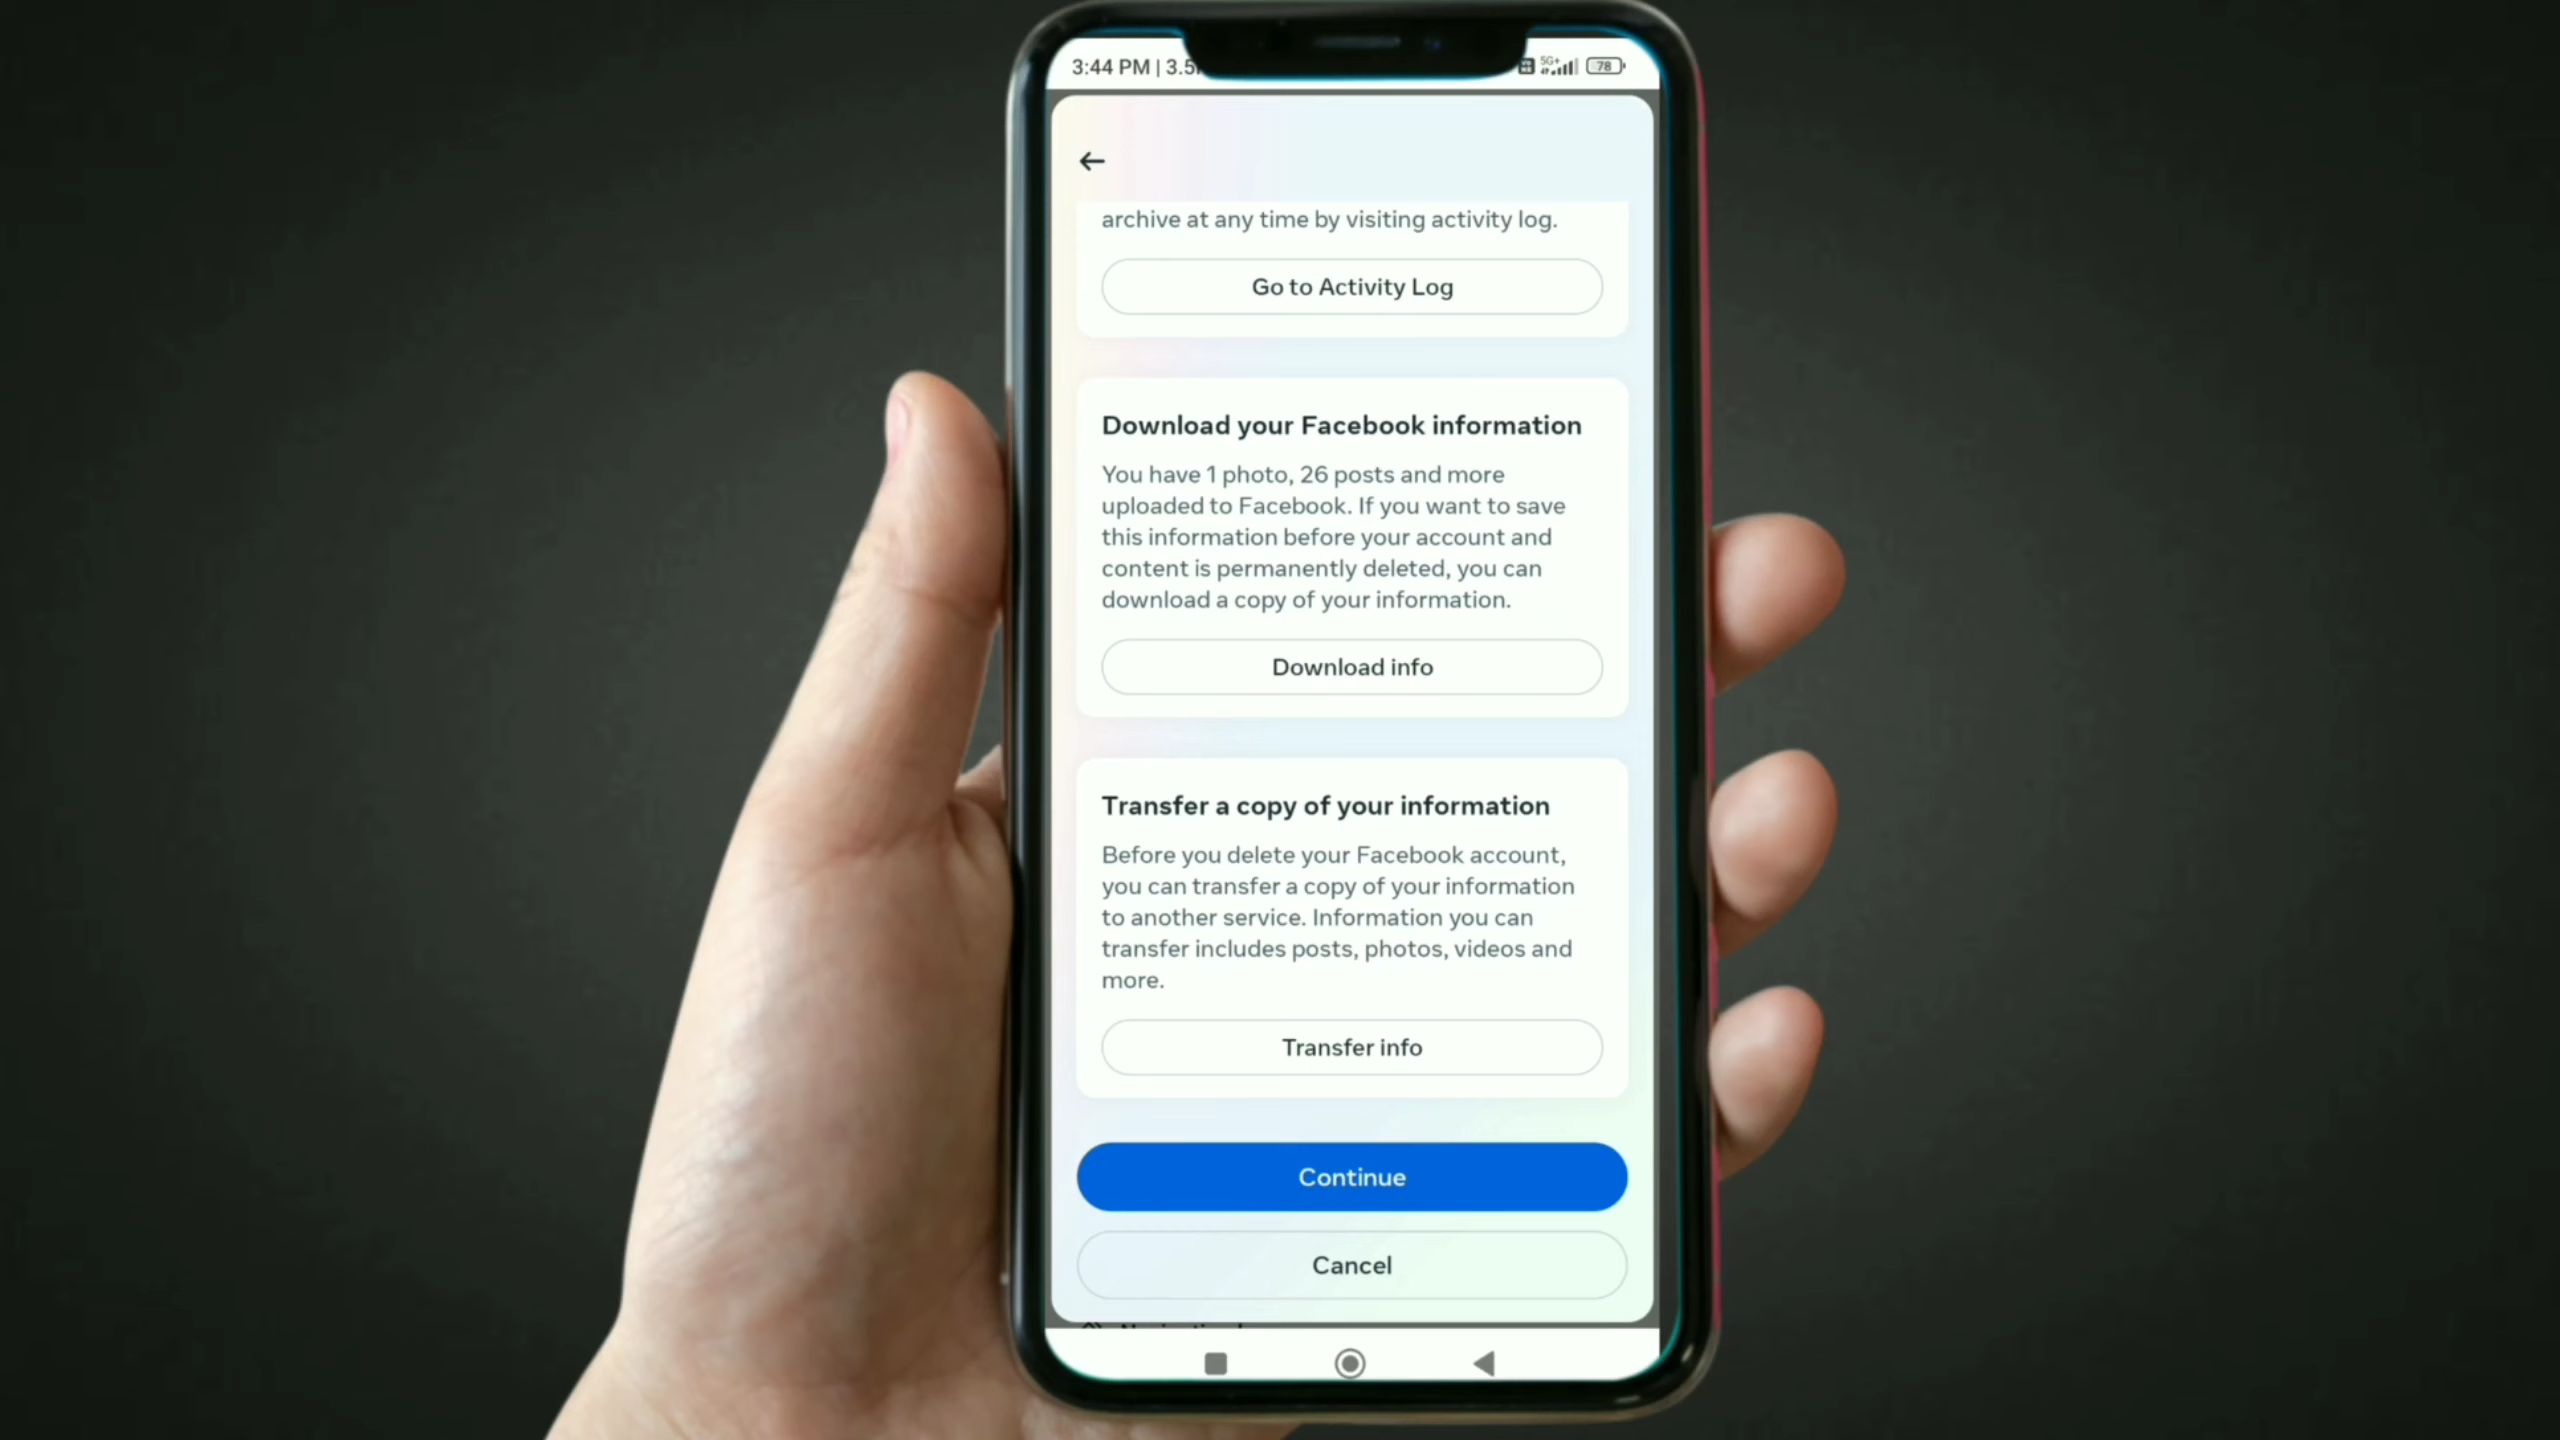 3:44 PM | 3.5
5G+
78
archive at any time by visiting activity log.
Go to Activity Log
Download your Facebook information
You have 1 photo, 26 posts and more
uploaded to Facebook. If you want to save
this information before your account and
content is permanently deleted, you can
download a copy of your information.
Download info
Transfer a copy of your information
Before you delete your Facebook account,
you can transfer a copy of your information
to another service. Information you can
transfer includes posts, photos, videos and
more.
Transfer info
Continue
Cancel